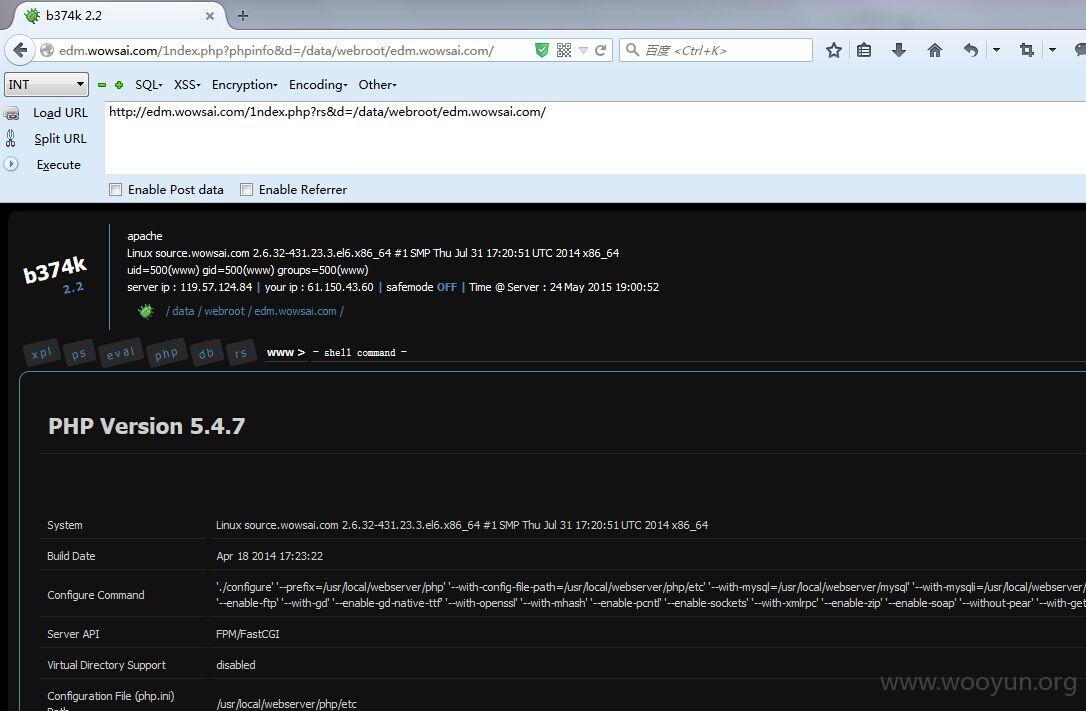 b374k 2.2
edm.wowsai.com/1ndex.php?phpinfo&d=/data/webroot/edm.wowsai.com/
百度 <Ctrl+K>
INT
SQL- XSS- Encryption- Encoding- Other-
Load URL
http://edm.wowsai.com/1ndex.php?rs&d=/data/webroot/edm.wowsai.com/
Split URL
Execute
Enable Post data Enable Referrer
b374k
2.2
apache
Linux source.wowsai.com 2.6.32-431.23.3.el6.x86_64 #1 SMP Thu Jul 31 17:20:51 UTC 2014 x86_64
uid=500(www) gid=500(www) groups=500(www)
server ip : 119.57.124.84 | your ip : 61.150.43.60 | safemode OFF | Time @ Server : 24 May 2015 19:00:52
/ data / webroot / edm.wowsai.com /
xpl ps eval php db rs www > - shell command -
PHP Version 5.4.7
System Linux source.wowsai.com 2.6.32-431.23.3.el6.x86_64 #1 SMP Thu Jul 31 17:20:51 UTC 2014 x86_64
Build Date Apr 18 2014 17:23:22
Configure Command './configure' '--prefix=/usr/local/webserver/php' '--with-config-file-path=/usr/local/webserver/php/etc' '--with-mysql=/usr/local/webserver/mysql' '--with-mysqli=/usr/local/webserver/
'--enable-ftp' '--with-gd' '--enable-gd-native-ttf' '--with-openssl' '--with-mhash' '--enable-pcntl' '--enable-sockets' '--with-xmlrpc' '--enable-zip' '--enable-soap' '--without-pear' '--with-get
Server API FPM/FastCGI
Virtual Directory Support disabled
Configuration File (php.ini)
Path /usr/local/webserver/php/etc
www.wooyun.org